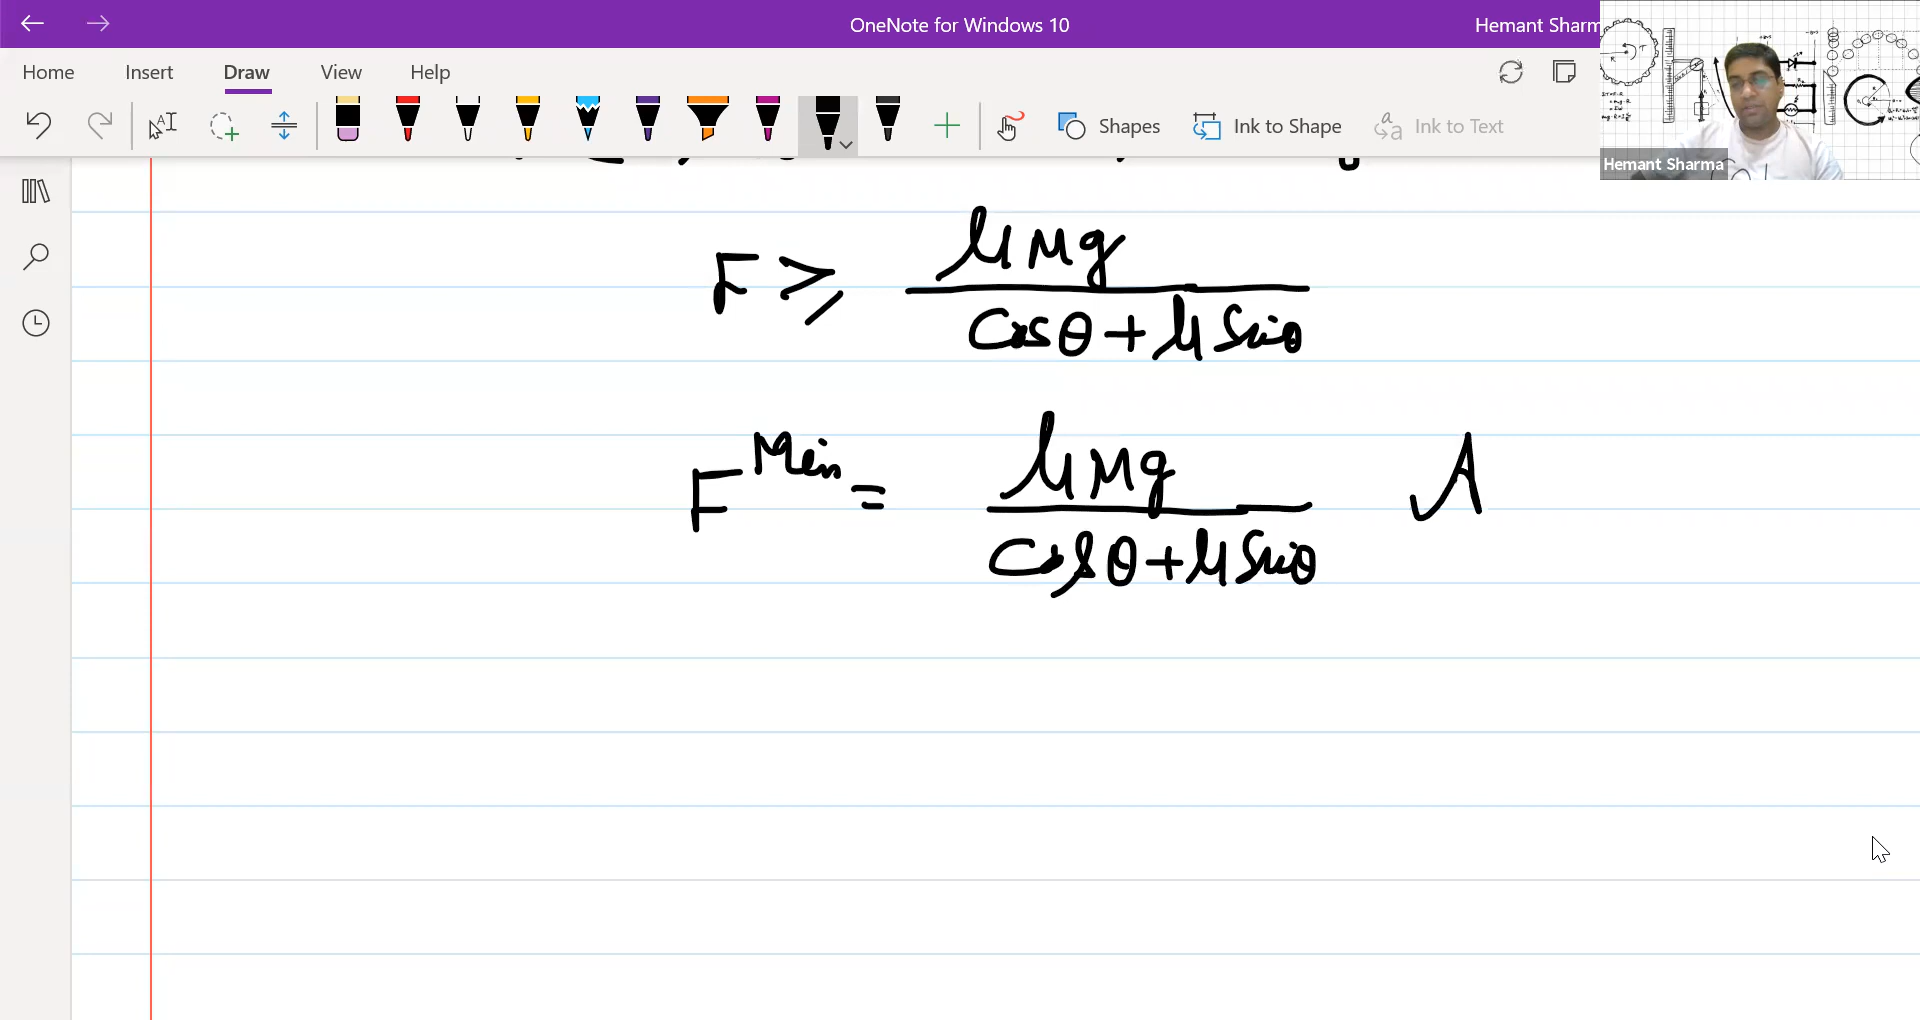 OneNote for Windows 10
Hemant Sharm
Home Insert Draw View Help
Shapes Ink to Shape Ink to Text
Hemant Sharma
F ⩾ μMg / (Cosθ + μ Sinθ)
F^Min = μMg / (Cosθ + μ Sinθ) A